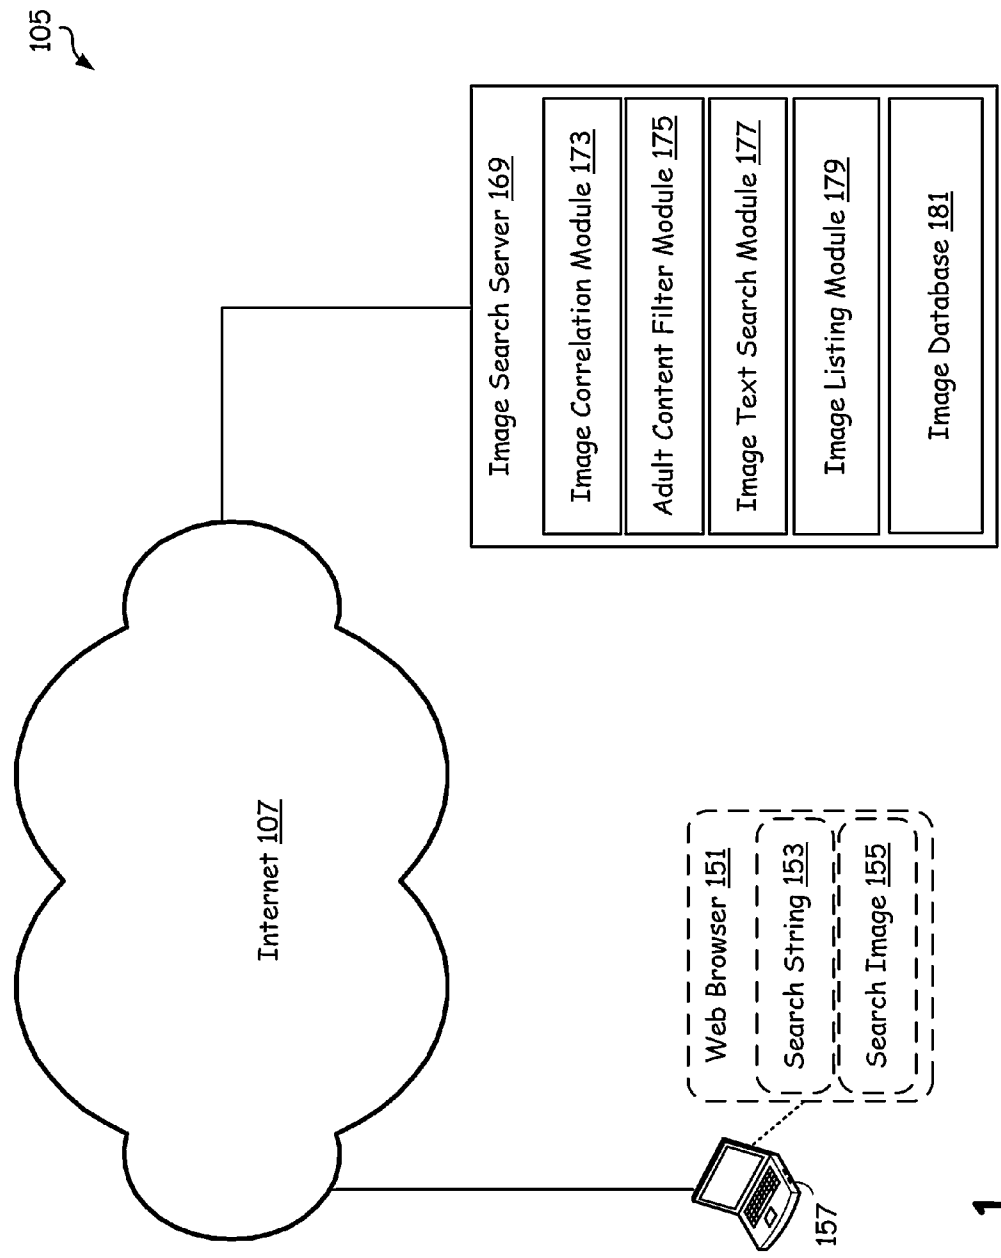 105
Internet 107
Image Search Server 169
Image Correlation Module 173
Adult Content Filter Module 175
Image Text Search Module 177
Image Listing Module 179
Image Database 181
Web Browser 151
Search String 153
Search Image 155
157
1